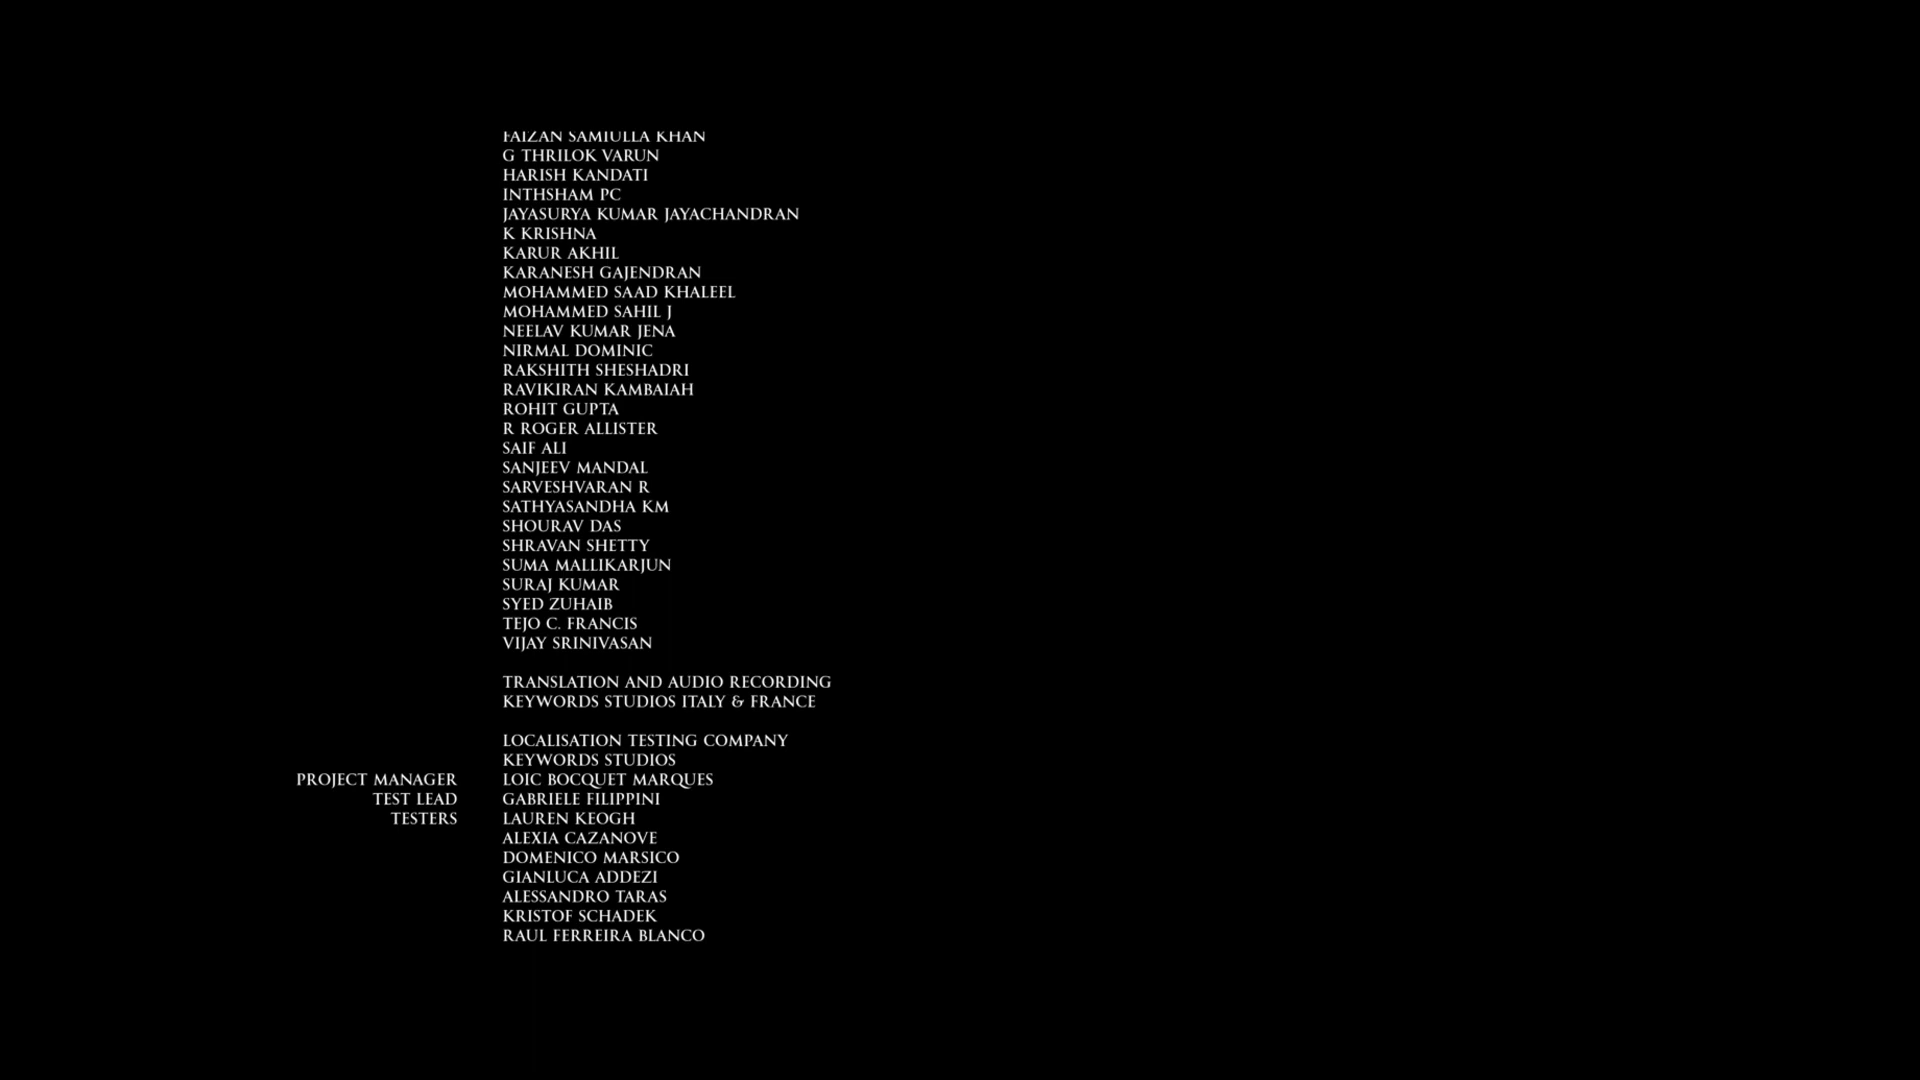 FAIZAN SAMIULLA KHAN
G THRILOK VARUN
HARISH KANDATI
INTHSHAM PC
JAYASURYA KUMAR JAYACHANDRAN
K KRISHNA
KARUR AKHIL
KARANESH GAJENDRAN
MOHAMMED SAAD KHALEEL
MOHAMMED SAHIL J
NEELAV KUMAR JENA
NIRMAL DOMINIC
RAKSHITH SHESHADRI
RAVIKIRAN KAMBAIAH
ROHIT GUPTA
R ROGER ALLISTER
SAIF ALI
SANJEEV MANDAL
SARVESHVARAN R
SATHYASANDHA KM
SHOURAV DAS
SHRAVAN SHETTY
SUMA MALLIKARJUN
SURAJ KUMAR
SYED ZUHAIB
TEJO C. FRANCIS
VIJAY SRINIVASAN
TRANSLATION AND AUDIO RECORDING
KEYWORDS STUDIOS ITALY & FRANCE
LOCALISATION TESTING COMPANY
KEYWORDS STUDIOS
PROJECT MANAGER LOIC BOCQUET MARQUES
TEST LEAD GABRIELE FILIPPINI
TESTERS LAUREN KEOGH
ALEXIA CAZANOVE
DOMENICO MARSICO
GIANLUCA ADDEZI
ALESSANDRO TARAS
KRISTOF SCHADEK
RAUL FERREIRA BLANCO